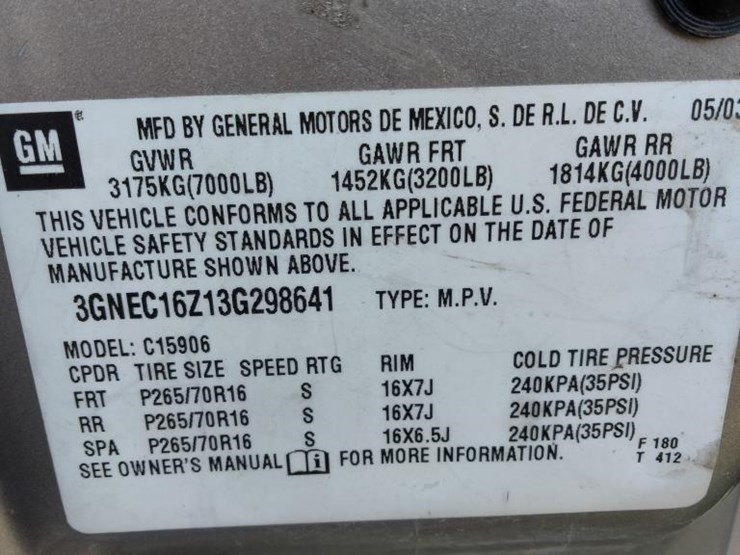 GM
MFD BY GENERAL MOTORS DE MEXICO, S. DE R.L. DE C.V. 05/03
GVWR GAWR FRT GAWR RR
3175KG(7000LB) 1452KG(3200LB) 1814KG(4000LB)
THIS VEHICLE CONFORMS TO ALL APPLICABLE U.S. FEDERAL MOTOR
VEHICLE SAFETY STANDARDS IN EFFECT ON THE DATE OF
MANUFACTURE SHOWN ABOVE.
3GNEC16Z13G298641 TYPE: M.P.V.
MODEL: C15906
CPDR TIRE SIZE SPEED RTG RIM COLD TIRE PRESSURE
FRT P265/70R16 S 16X7J 240KPA(35PSI)
RR P265/70R16 S 16X7J 240KPA(35PSI)
SPA P265/70R16 S 16X6.5J 240KPA(35PSI)
SEE OWNER'S MANUAL i FOR MORE INFORMATION.
F 180
T 412